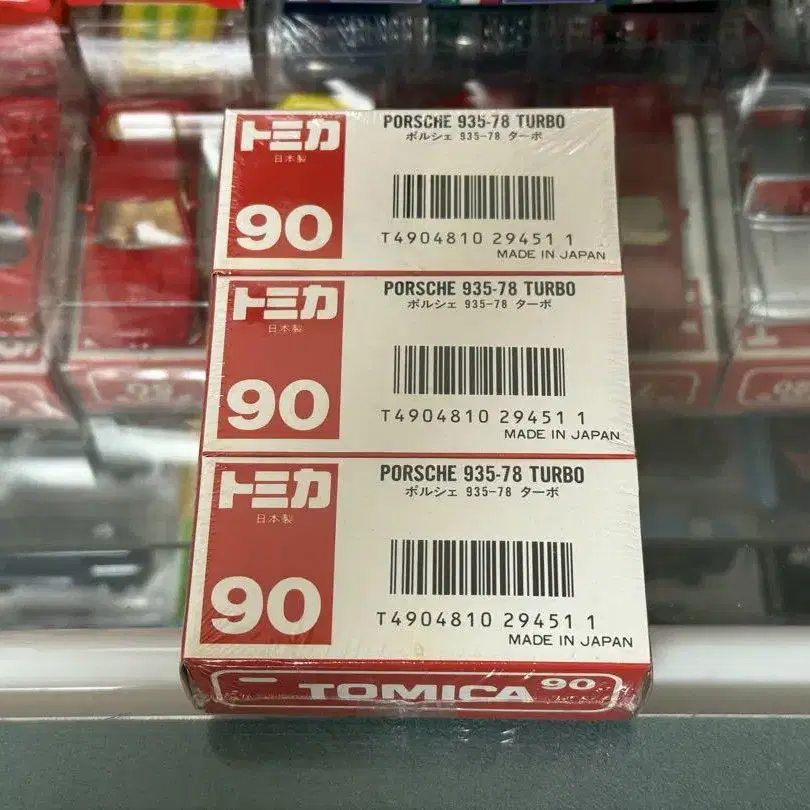 トミカ
日本製
90
PORSCHE 935-78 TURBO
ポルシェ 935-78 ターボ
T4904810 29451 1
MADE IN JAPAN
トミカ
日本製
90
PORSCHE 935-78 TURBO
ポルシェ 935-78 ターボ
T4904810 29451 1
MADE IN JAPAN
トミカ
日本製
90
PORSCHE 935-78 TURBO
ポルシェ 935-78 ターボ
T4904810 29451 1
MADE IN JAPAN
TOMICA 90